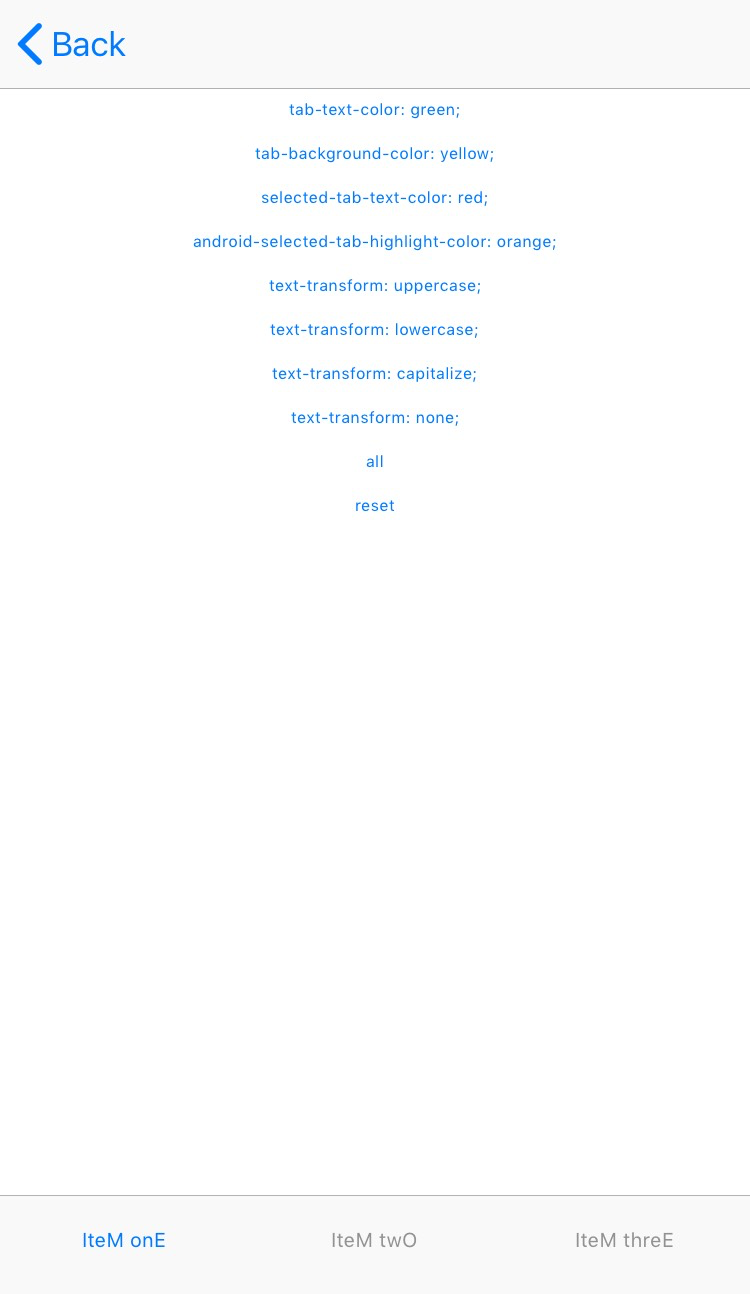 Back
tab-text-color: green;
tab-background-color: yellow;
selected-tab-text-color: red;
android-selected-tab-highlight-color: orange;
text-transform: uppercase;
text-transform: lowercase;
text-transform: capitalize;
text-transform: none;
all
reset
IteM onE IteM twO IteM threE